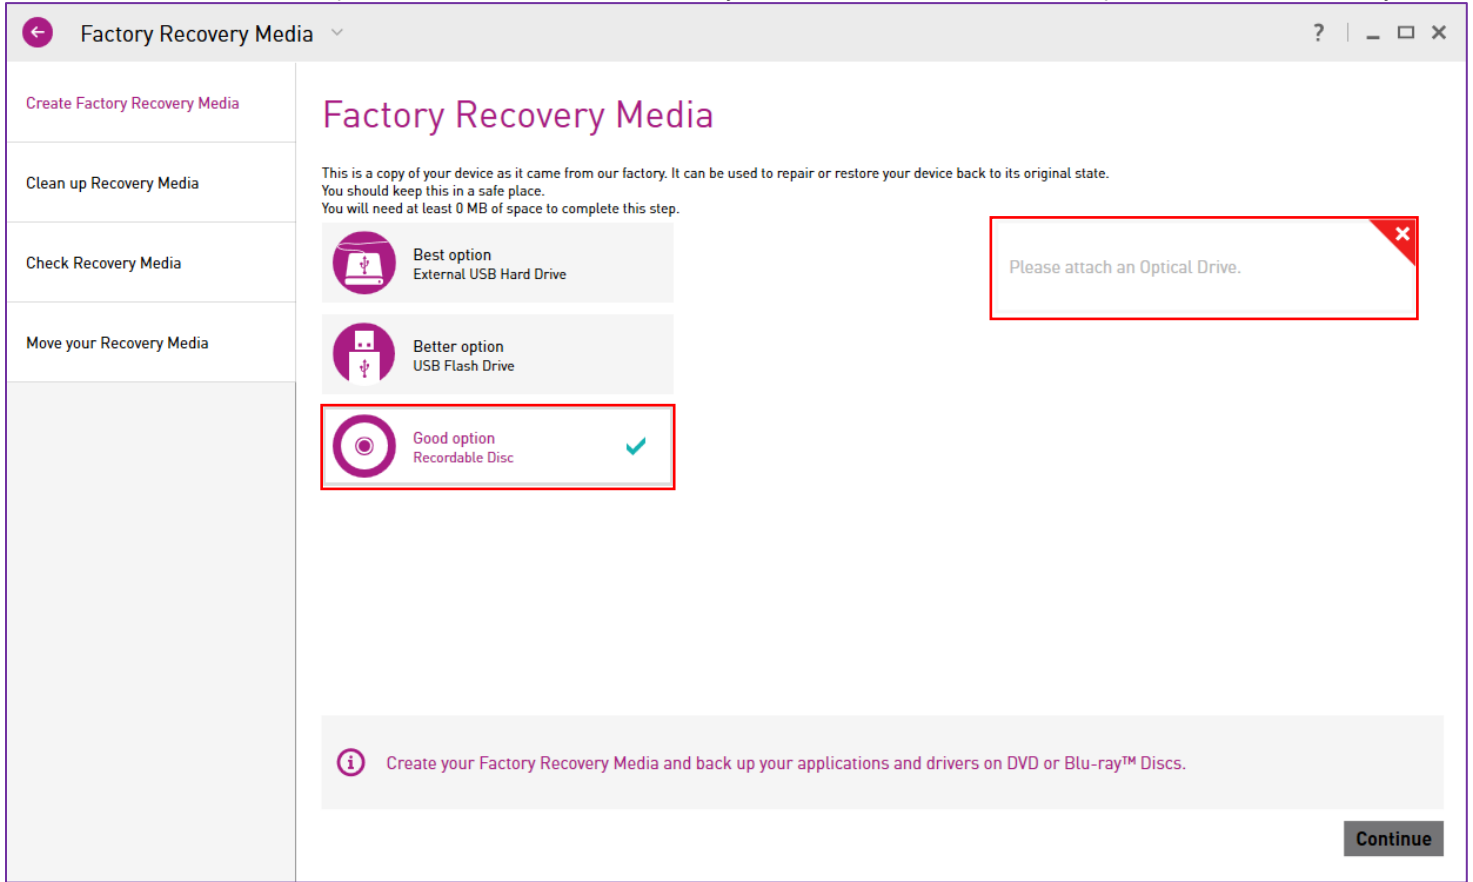 Factory Recovery Media
?
Create Factory Recovery Media
Clean up Recovery Media
Check Recovery Media
Move your Recovery Media
Factory Recovery Media
This is a copy of your device as it came from our factory. It can be used to repair or restore your device back to its original state.
You should keep this in a safe place.
You will need at least 0 MB of space to complete this step.
Best option
External USB Hard Drive
Better option
USB Flash Drive
Good option
Recordable Disc
Please attach an Optical Drive.
Create your Factory Recovery Media and back up your applications and drivers on DVD or Blu-ray™ Discs.
Continue